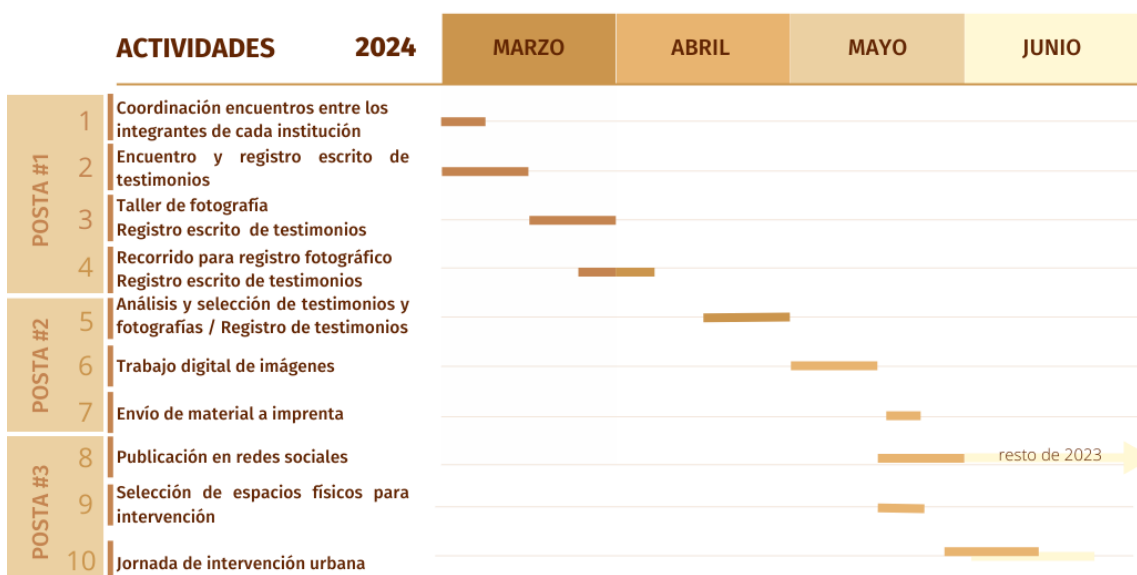 ACTIVIDADES 2024 MARZO ABRIL MAYO JUNIO
POSTA #1
1 Coordinación encuentros entre los
integrantes de cada institución
2 Encuentro y registro escrito de
testimonios
3 Taller de fotografía
Registro escrito de testimonios
4 Recorrido para registro fotográfico
Registro escrito de testimonios
POSTA #2
5 Análisis y selección de testimonios y
fotografías / Registro de testimonios
6 Trabajo digital de imágenes
7 Envío de material a imprenta
POSTA #3
8 Publicación en redes sociales resto de 2023
9 Selección de espacios físicos para
intervención
10 Jornada de intervención urbana